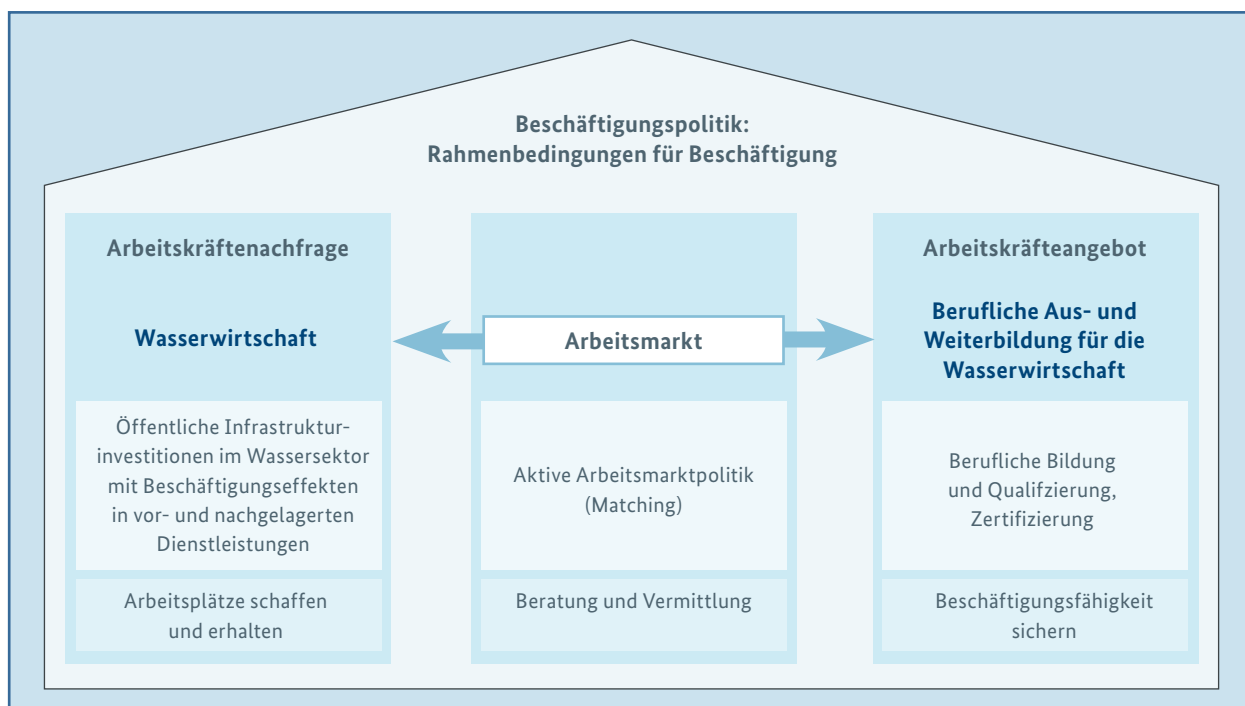 Beschäftigungspolitik:
Rahmenbedingungen für Beschäftigung
Arbeitskräftenachfrage
Wasserwirtschaft
Öffentliche Infrastruktur-
investitionen im Wassersektor
mit Beschäftigungseffekten
in vor- und nachgelagerten
Dienstleistungen
Arbeitsplätze schaffen
und erhalten
Arbeitsmarkt
Aktive Arbeitsmarktpolitik
(Matching)
Beratung und Vermittlung
Arbeitskräfteangebot
Berufliche Aus- und
Weiterbildung für die
Wasserwirtschaft
Berufliche Bildung
und Qualifzierung,
Zertifizierung
Beschäftigungsfähigkeit
sichern